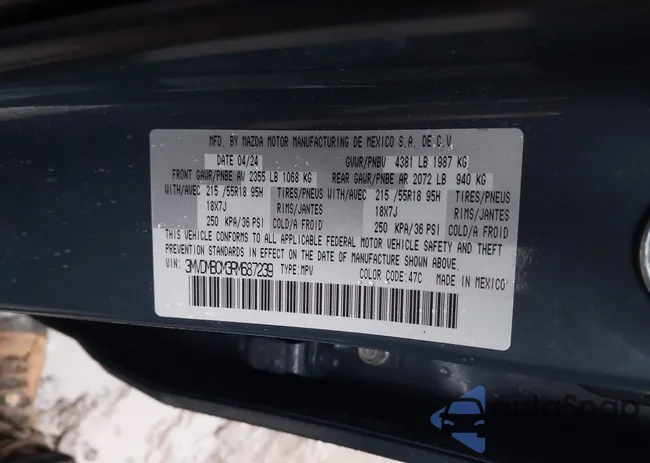 MFD. BY MAZDA MOTOR MANUFACTURING DE MEXICO S.A. DE C.V.
DATE 04/24 GVWR/PNBV 4381 LB 1987 KG
FRONT GAWR/PNBE AV 2355 LB 1068 KG REAR GAWR/PNBE AR 2072 LB 940 KG
WITH/AVEC 215 /55R18 95H TIRES/PNEUS WITH/AVEC 215 /55R18 95H TIRES/PNEUS
18X7J RIMS/JANTES 18X7J RIMS/JANTES
250 KPA/36 PSI COLD/A FROID 250 KPA/36 PSI COLD/A FROID
THIS VEHICLE CONFORMS TO ALL APPLICABLE FEDERAL MOTOR VEHICLE SAFETY AND THEFT
PREVENTION STANDARDS IN EFFECT ON THE DATE OF MANUFACTURE SHOWN ABOVE.
VIN: 3MVDMBCM3RM687239 TYPE: MPV COLOR CODE: 47C MADE IN MEXICO
autoSnap